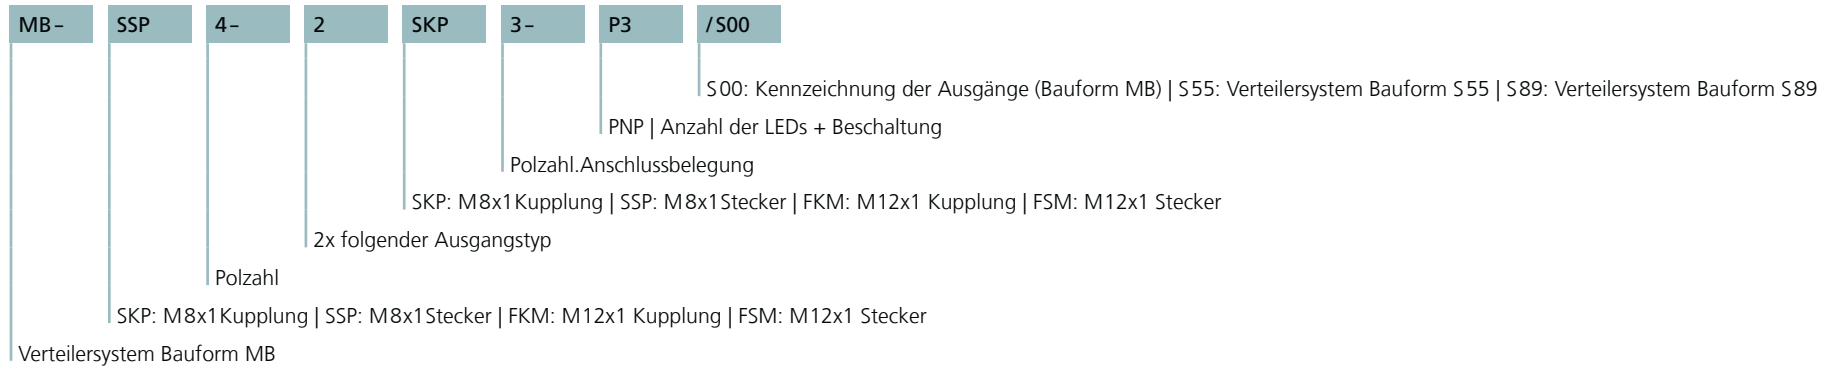 MB– SSP 4– 2 SKP 3– P3 /S00
S00: Kennzeichnung der Ausgänge (Bauform MB) | S55: Verteilersystem Bauform S55 | S89: Verteilersystem Bauform S89
PNP | Anzahl der LEDs + Beschaltung
Polzahl.Anschlussbelegung
SKP: M8x1Kupplung | SSP: M8x1Stecker | FKM: M12x1 Kupplung | FSM: M12x1 Stecker
2x folgender Ausgangstyp
Polzahl
SKP: M8x1Kupplung | SSP: M8x1Stecker | FKM: M12x1 Kupplung | FSM: M12x1 Stecker
Verteilersystem Bauform MB